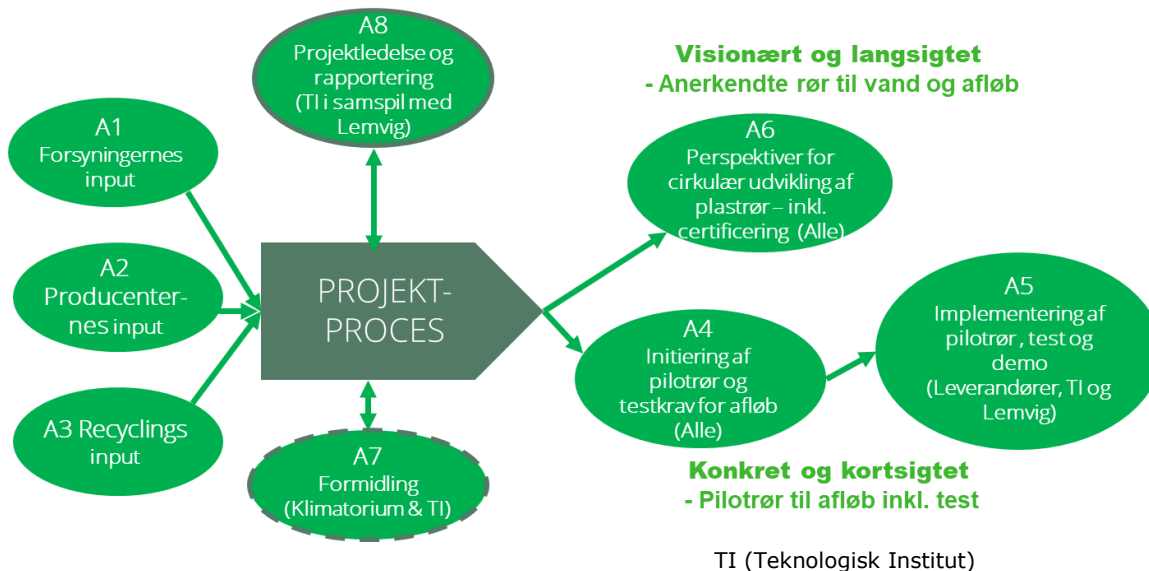 A8
Projektledelse og
rapportering
(TI i samspil med
Lemvig)
Visionært og langsigtet
- Anerkendte rør til vand og afløb
A1
Forsyningernes
input
A6
Perspektiver for
cirkulær udvikling af
plastrør – inkl.
certificering (Alle)
A2
Producenter-
nes input
PROJEKT-
PROCES
A5
Implementering af
pilotrør , test og
demo
(Leverandører, TI og
Lemvig)
A4
Initiering af
pilotrør og
testkrav for afløb
(Alle)
A3 Recyclings
input
A7
Formidling
(Klimatorium & TI)
Konkret og kortsigtet
- Pilotrør til afløb inkl. test
TI (Teknologisk Institut)